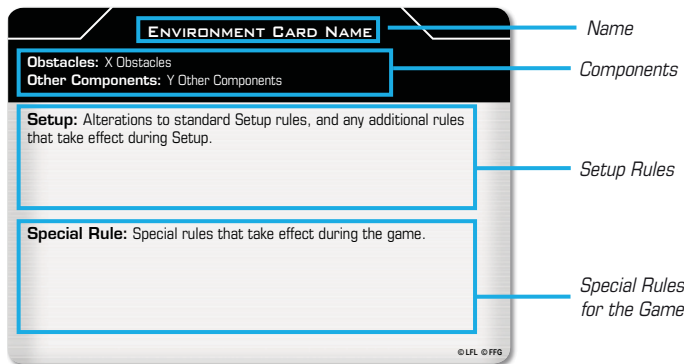 Environment Card Name
Name
Obstacles: X Obstacles
Other Components: Y Other Components
Components
Setup: Alterations to standard Setup rules, and any additional rules
that take effect during Setup.
Setup Rules
Special Rule: Special rules that take effect during the game.
Special Rules
for the Game
© LFL © FFG